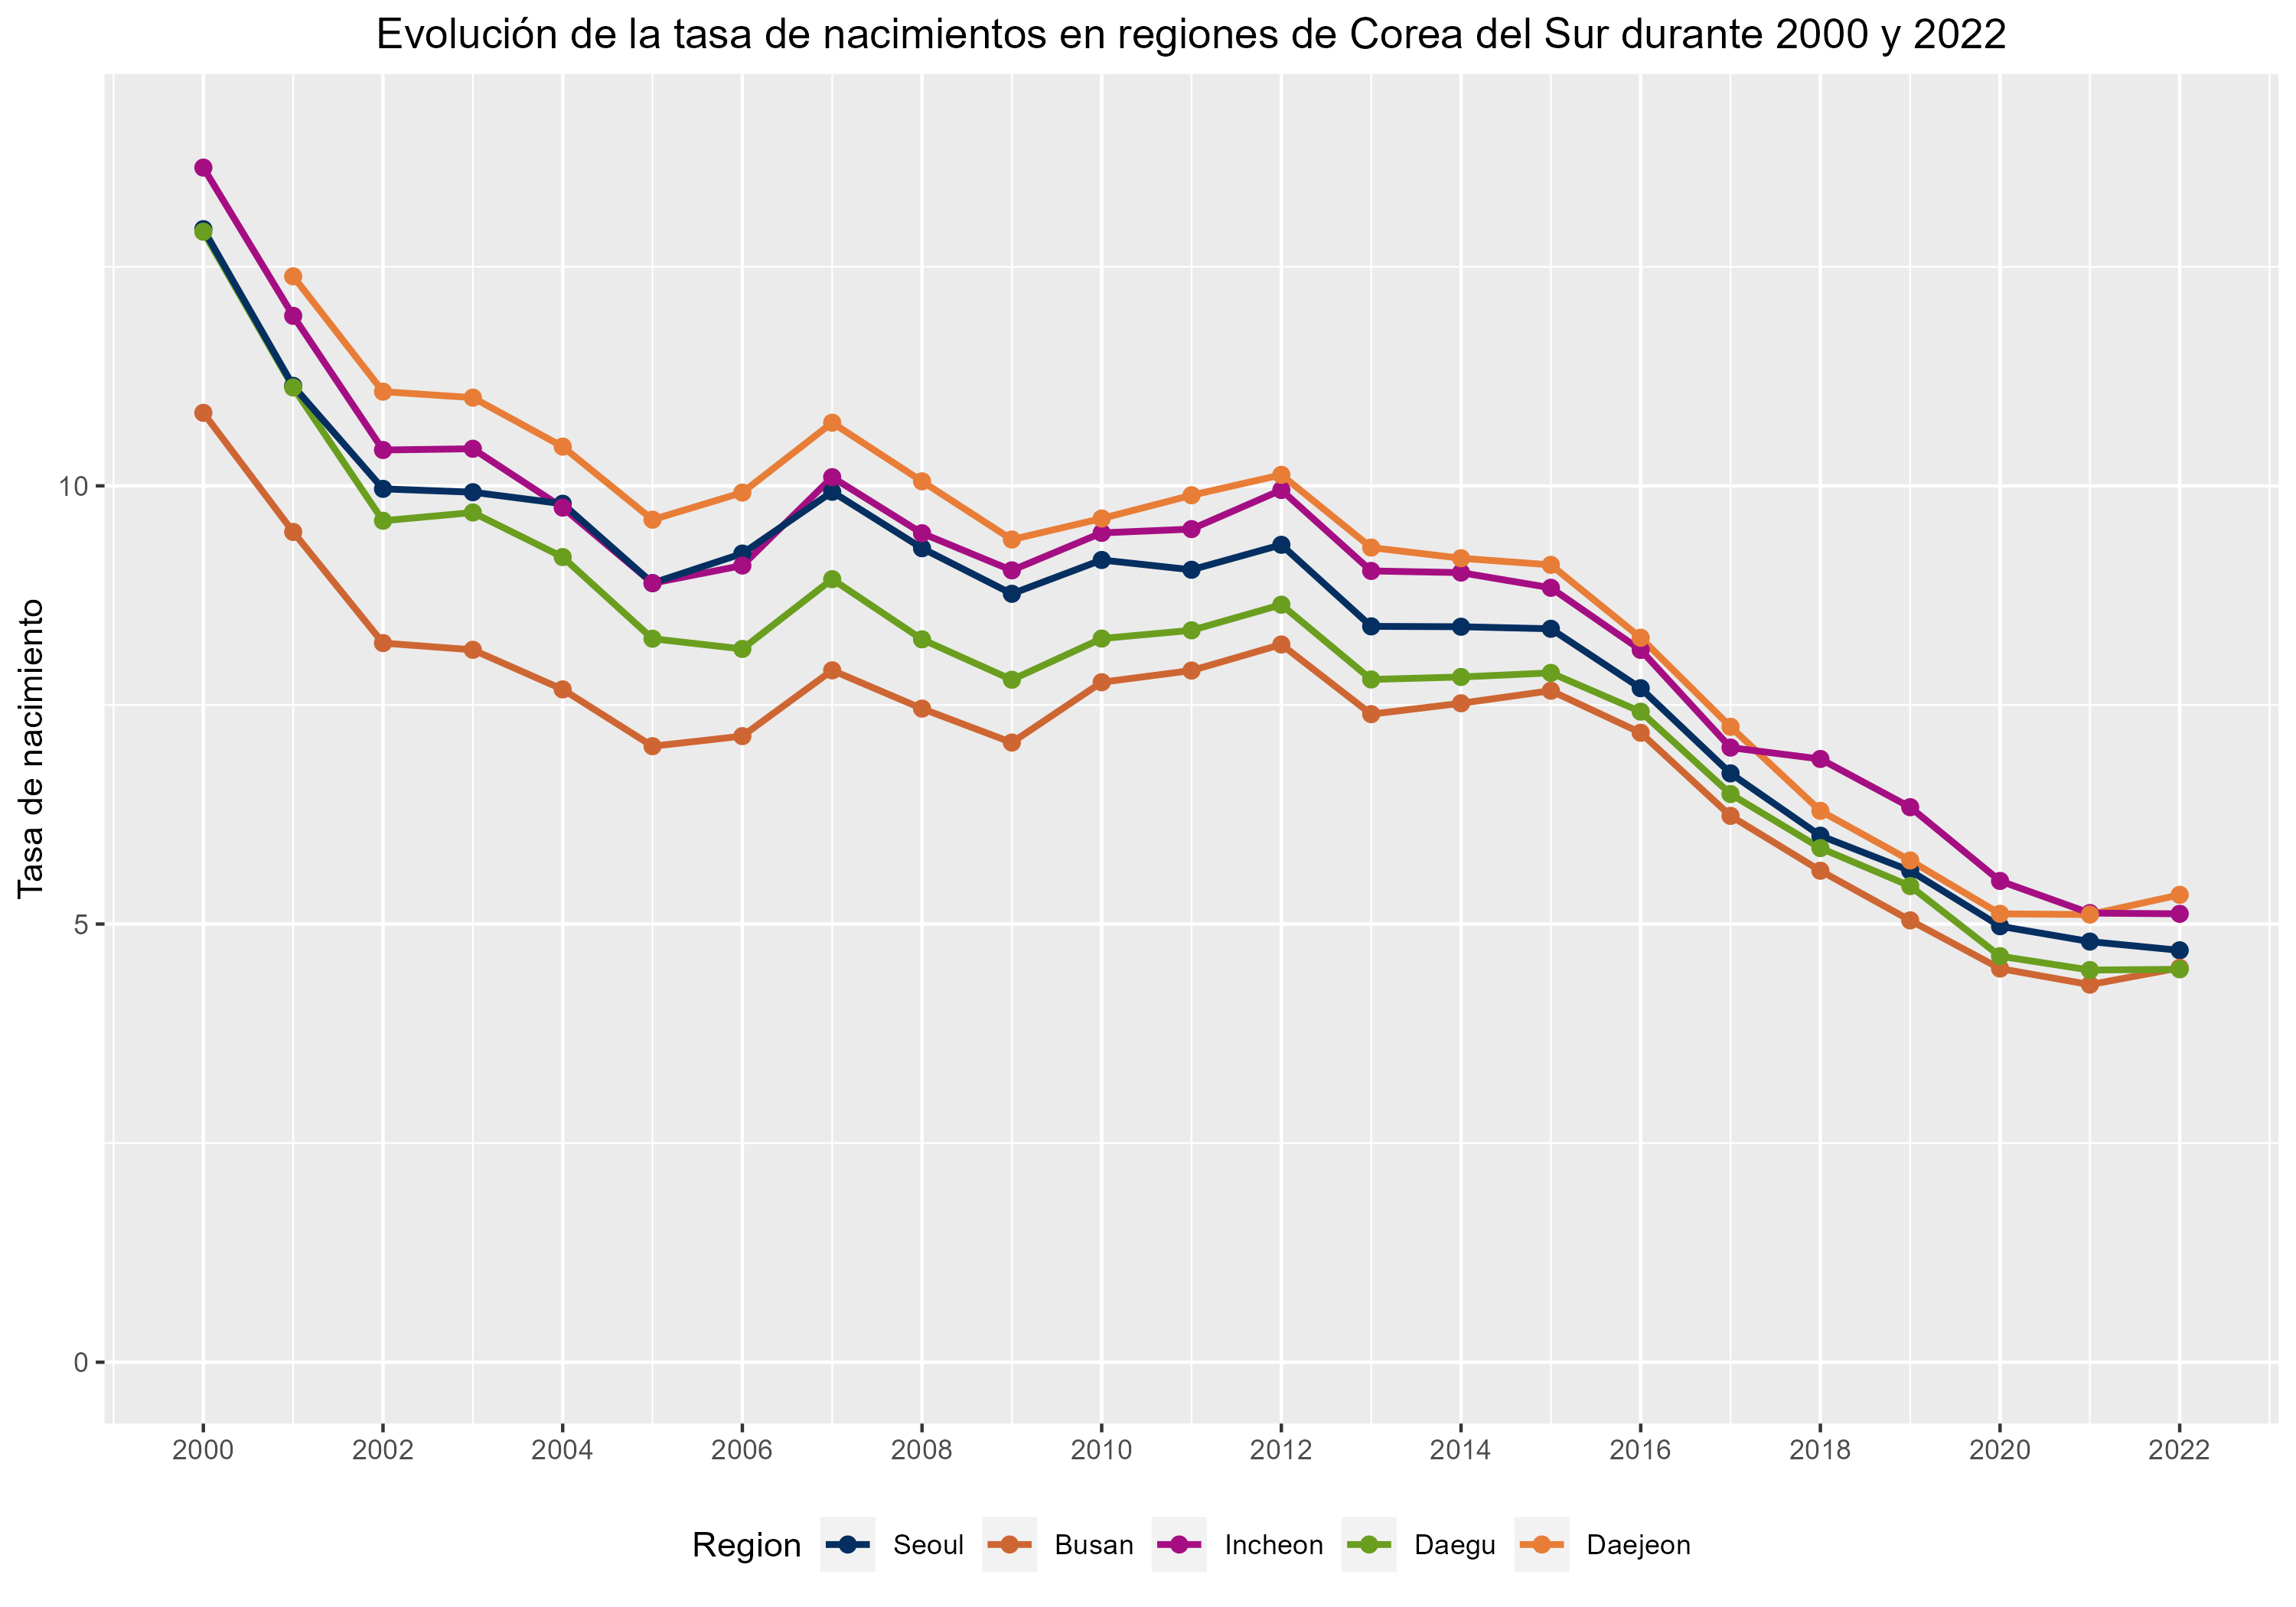 Evolución de la tasa de nacimientos en regiones de Corea del Sur durante 2000 y 2022
Tasa de nacimiento
10
5
0
2000 2002 2004 2006 2008 2010 2012 2014 2016 2018 2020 2022
Region Seoul Busan Incheon Daegu Daejeon